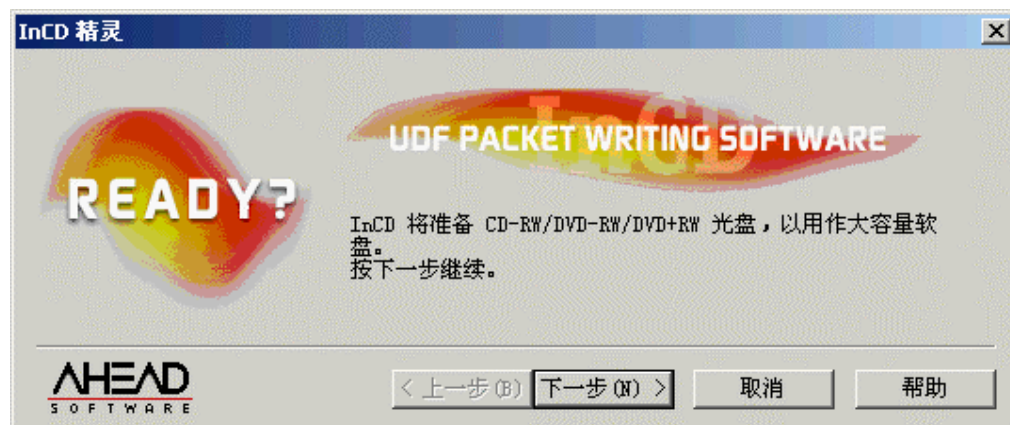 InCD 精灵
InCD
UDF PACKET WRITING SOFTWARE
READY?
InCD 将准备 CD-RW/DVD-RW/DVD+RW 光盘，以用作大容量软
盘。
按下一步继续。
AHEAD
SOFTWARE
< 上一步(B) 下一步(N) > 取消 帮助